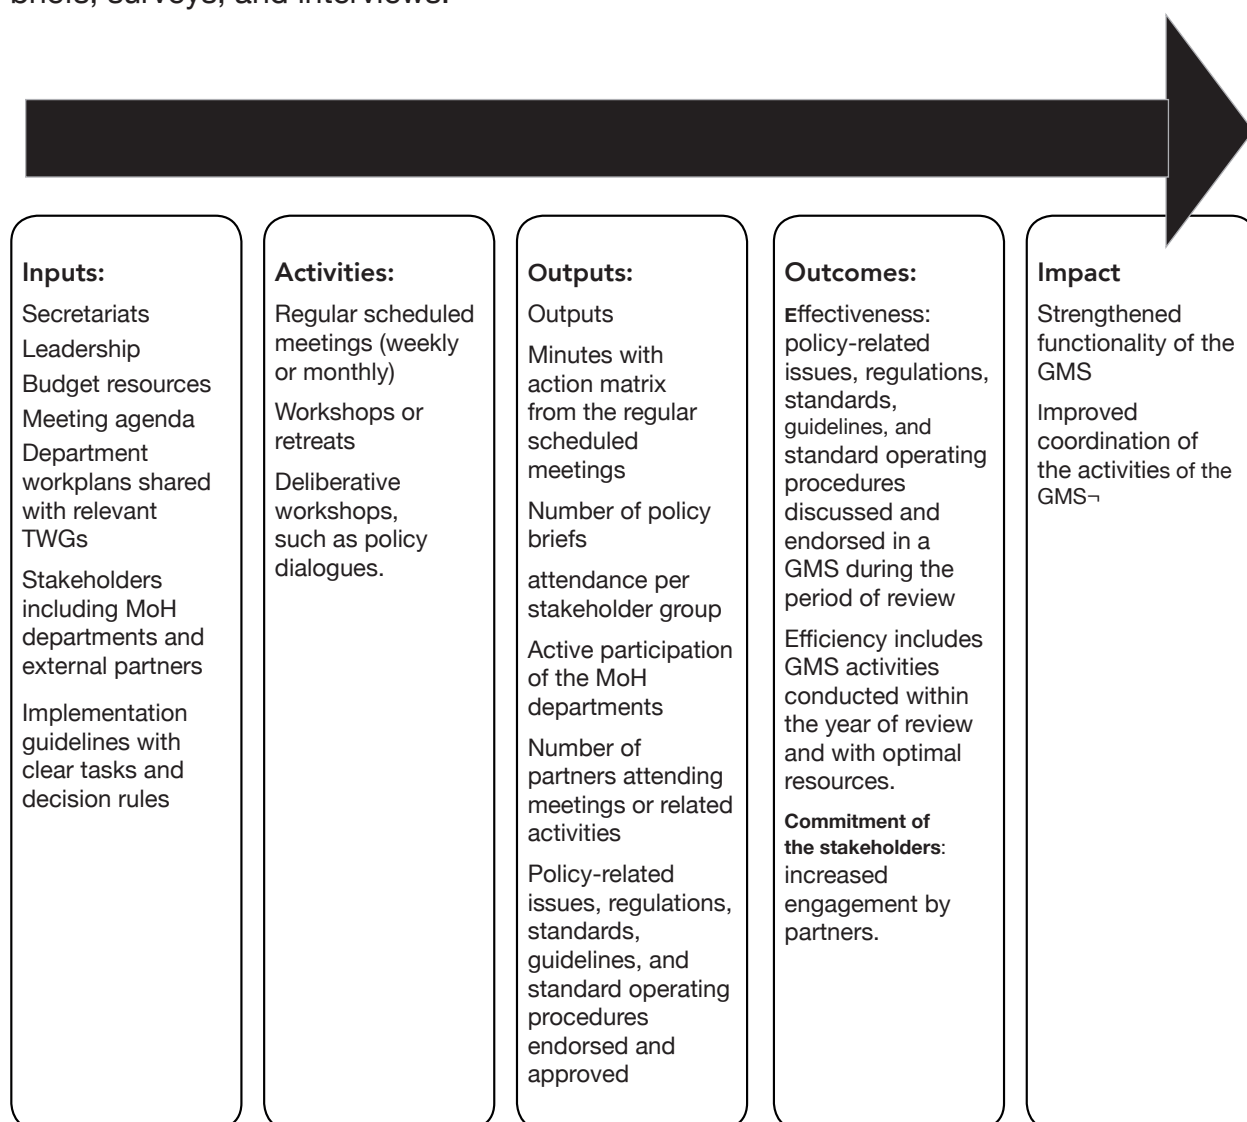 briefs, surveys, and interviews.
Inputs:
Secretariats
Leadership
Budget resources
Meeting agenda
Department
workplans shared
with relevant
TWGs
Stakeholders
including MoH
departments and
external partners
Implementation
guidelines with
clear tasks and
decision rules
Activities:
Regular scheduled
meetings (weekly
or monthly)
Workshops or
retreats
Deliberative
workshops,
such as policy
dialogues.
Outputs:
Outputs
Minutes with
action matrix
from the regular
scheduled
meetings
Number of policy
briefs
attendance per
stakeholder group
Active participation
of the MoH
departments
Number of
partners attending
meetings or related
activities
Policy-related
issues, regulations,
standards,
guidelines, and
standard operating
procedures
endorsed and
approved
Outcomes:
Effectiveness:
policy-related
issues, regulations,
standards,
guidelines, and
standard operating
procedures
discussed and
endorsed in a
GMS during the
period of review
Efficiency includes
GMS activities
conducted within
the year of review
and with optimal
resources.
Commitment of
the stakeholders:
increased
engagement by
partners.
Impact
Strengthened
functionality of the
GMS
Improved
coordination of
the activities of the
GMS¬